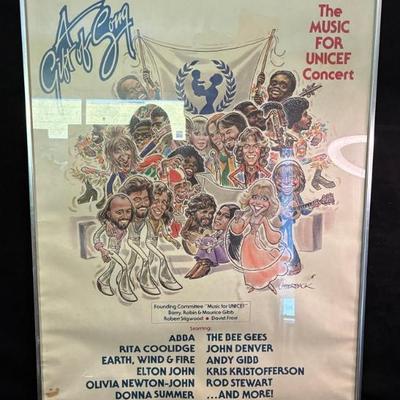 A Gift of Song
The
MUSIC
FOR
UNICEF
Concert
Founding Committee "Music for UNICEF"
Barry, Robin & Maurice Gibb
Robert Stigwood • David Frost
Starring:
ABBA THE BEE GEES
RITA COOLIDGE JOHN DENVER
EARTH, WIND & FIRE ANDY GIBB
ELTON JOHN KRIS KRISTOFFERSON
OLIVIA NEWTON-JOHN ROD STEWART
DONNA SUMMER ...AND MORE!